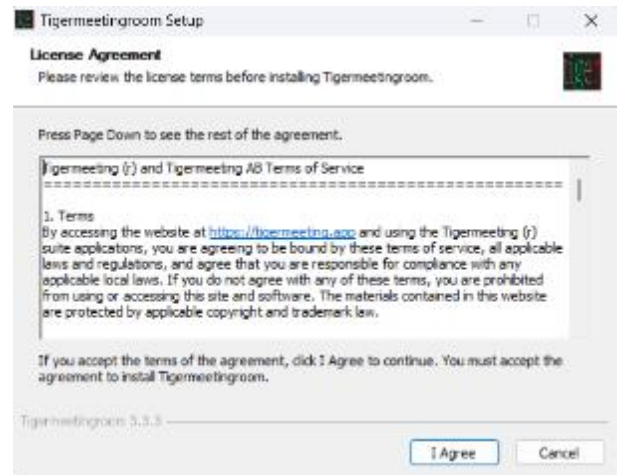 Tigermeetingroom Setup
License Agreement
Please review the license terms before installing Tigermeetingroom.
Press Page Down to see the rest of the agreement.
Tigermeeting (r) and Tigermeeting AB Terms of Service
============================================================
1. Terms
By accessing the website at https://tigermeeting.app and using the Tigermeeting (r)
suite applications, you are agreeing to be bound by these terms of service, all applicable
laws and regulations, and agree that you are responsible for compliance with any
applicable local laws. If you do not agree with any of these terms, you are prohibited
from using or accessing this site and software. The materials contained in this website
are protected by applicable copyright and trademark law.
If you accept the terms of the agreement, click I Agree to continue. You must accept the
agreement to install Tigermeetingroom.
Tigermeetingroom 3.3.3
I Agree
Cancel